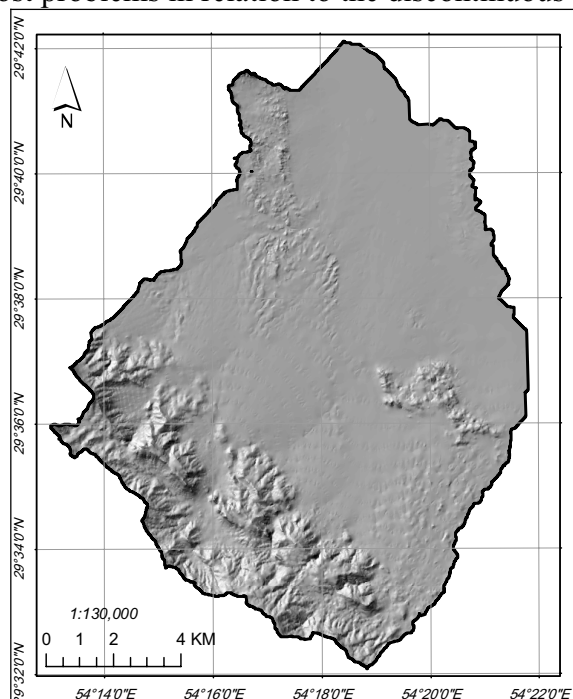 ost problems in relation to the discontinuous
29°42'0"N
N
29°40'0"N
29°38'0"N
29°36'0"N
29°34'0"N
29°32'0"N
1:130,000
0 1 2 4 KM
54°14'0"E 54°16'0"E 54°18'0"E 54°20'0"E 54°22'0"E